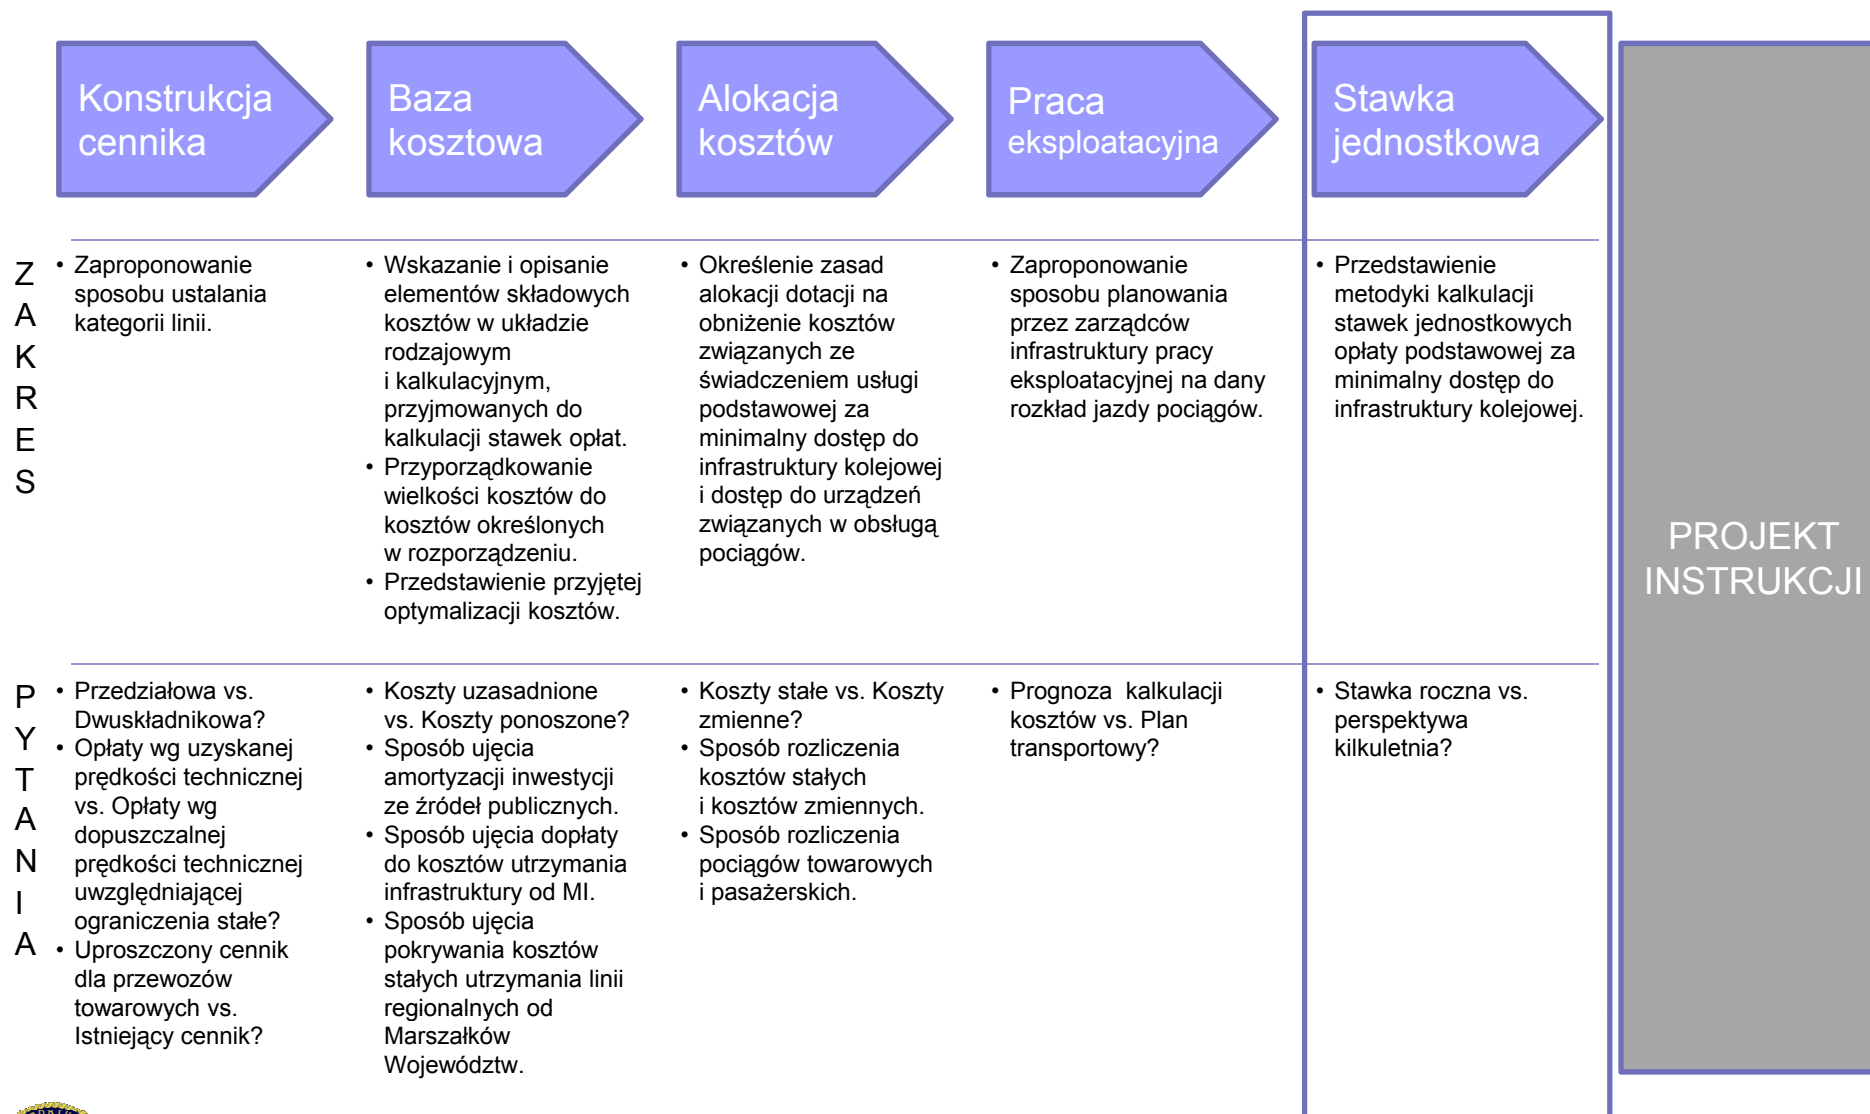 Konstrukcja
cennika
Baza
kosztowa
Alokacja
kosztów
Praca
eksploatacyjna
Stawka
jednostkowa
ZAKRES
• Zaproponowanie
sposobu ustalania
kategorii linii.
• Wskazanie i opisanie
elementów składowych
kosztów w układzie
rodzajowym
i kalkulacyjnym,
przyjmowanych do
kalkulacji stawek opłat.
• Przyporządkowanie
wielkości kosztów do
kosztów określonych
w rozporządzeniu.
• Przedstawienie przyjętej
optymalizacji kosztów.
• Określenie zasad
alokacji dotacji na
obniżenie kosztów
związanych ze
świadczeniem usługi
podstawowej za
minimalny dostęp do
infrastruktury kolejowej
i dostęp do urządzeń
związanych w obsługą
pociągów.
• Zaproponowanie
sposobu planowania
przez zarządców
infrastruktury pracy
eksploatacyjnej na dany
rozkład jazdy pociągów.
• Przedstawienie
metodyki kalkulacji
stawek jednostkowych
opłaty podstawowej za
minimalny dostęp do
infrastruktury kolejowej.
PYTANIA
• Przedziałowa vs.
Dwuskładnikowa?
• Opłaty wg uzyskanej
prędkości technicznej
vs. Opłaty wg
dopuszczalnej
prędkości technicznej
uwzględniającej
ograniczenia stałe?
• Uproszczony cennik
dla przewozów
towarowych vs.
Istniejący cennik?
• Koszty uzasadnione
vs. Koszty ponoszone?
• Sposób ujęcia
amortyzacji inwestycji
ze źródeł publicznych.
• Sposób ujęcia dopłaty
do kosztów utrzymania
infrastruktury od MI.
• Sposób ujęcia
pokrywania kosztów
stałych utrzymania linii
regionalnych od
Marszałków
Województw.
• Koszty stałe vs. Koszty
zmienne?
• Sposób rozliczenia
kosztów stałych
i kosztów zmiennych.
• Sposób rozliczenia
pociągów towarowych
i pasażerskich.
• Prognoza kalkulacji
kosztów vs. Plan
transportowy?
• Stawka roczna vs.
perspektywa
kilkuletnia?
PROJEKT
INSTRUKCJI